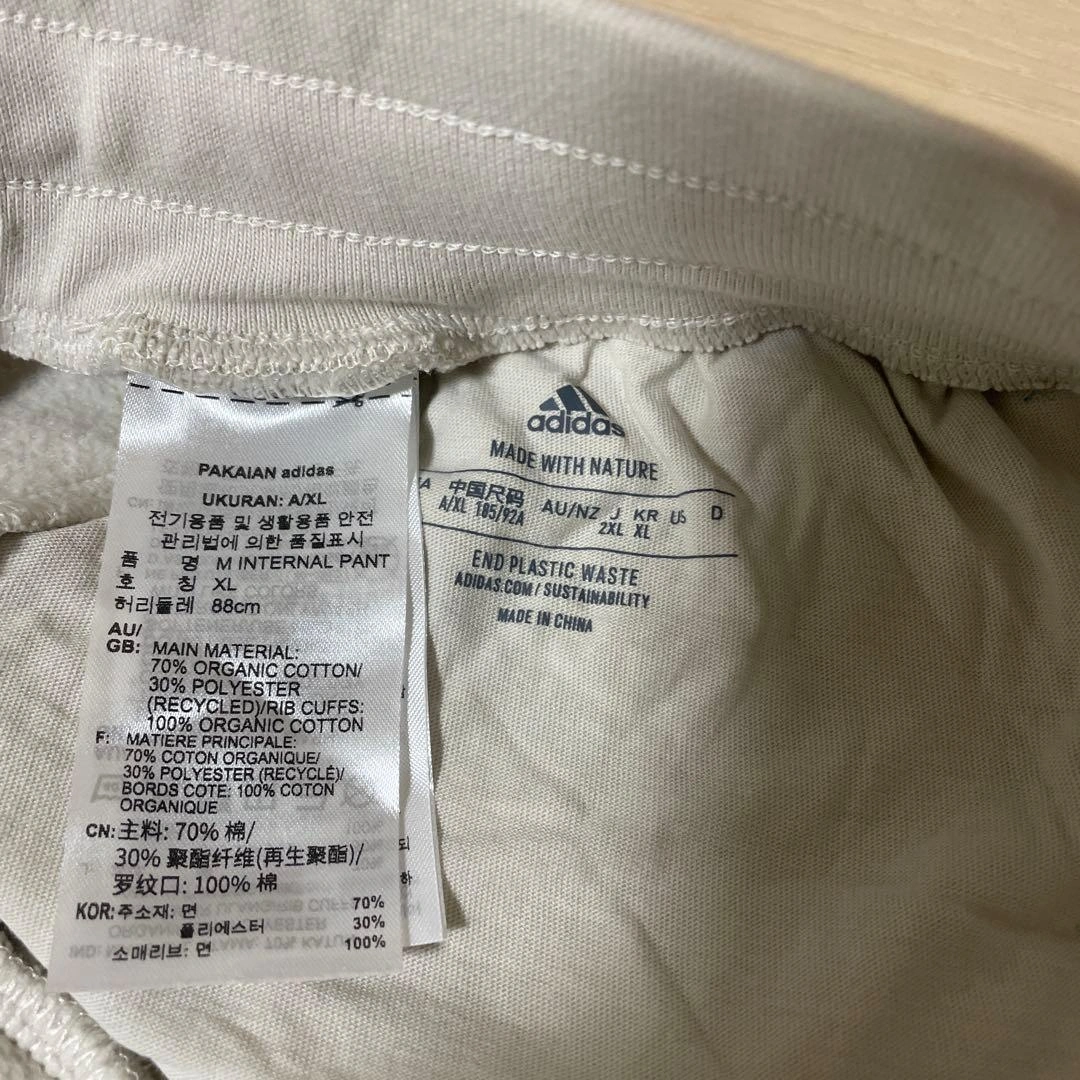 PAKAIAN adidas
UKURAN: A/XL
전기용품 및 생활용품 안전
관리법에 의한 품질표시
품 명 M INTERNAL PANT
호 칭 XL
허리둘레 88cm
AU/
GB: MAIN MATERIAL:
70% ORGANIC COTTON/
30% POLYESTER
(RECYCLED)/RIB CUFFS:
100% ORGANIC COTTON
F: MATIERE PRINCIPALE:
70% COTON ORGANIQUE/
30% POLYESTER (RECYCLÉ)/
BORDS COTE: 100% COTON
ORGANIQUE
CN: 主料: 70% 棉/
30% 聚酯纤维(再生聚酯)/
罗纹口: 100% 棉
KOR: 주소재: 면 70%
폴리에스터 30%
소매리브: 면 100%
adidas
MADE WITH NATURE
中国尺码 AU/NZ J KR US D
A/XL 185/92A 2XL XL
END PLASTIC WASTE
ADIDAS.COM/SUSTAINABILITY
MADE IN CHINA